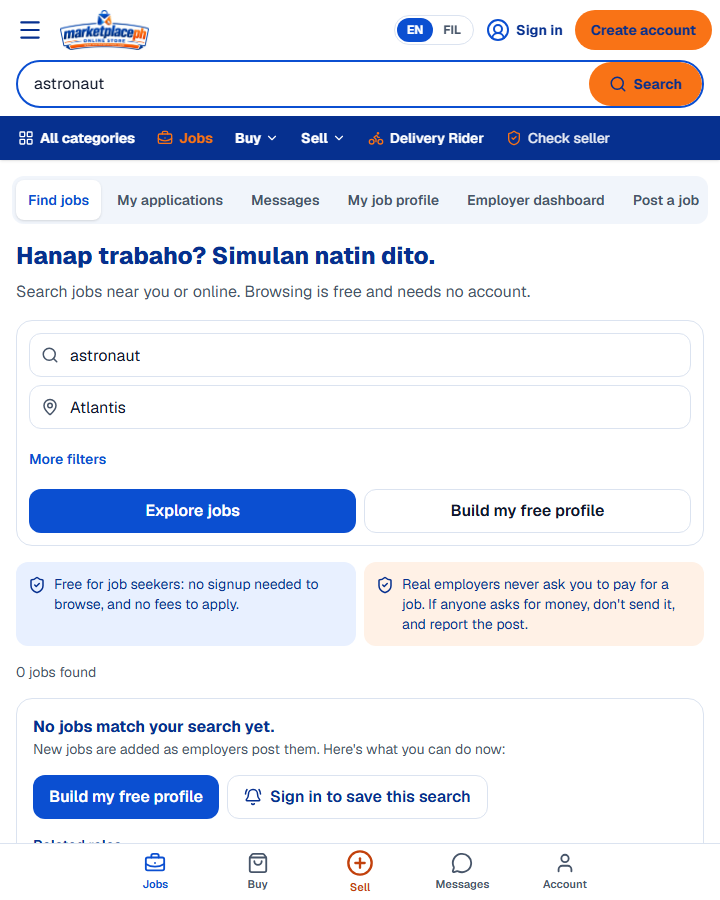 marketplaceph
ONLINE STORE
EN
FIL
Sign in
Create account
astronaut
Search
All categories
Jobs
Buy
Sell
Delivery Rider
Check seller
Find jobs
My applications
Messages
My job profile
Employer dashboard
Post a job
Hanap trabaho? Simulan natin dito.
Search jobs near you or online. Browsing is free and needs no account.
astronaut
Atlantis
More filters
Explore jobs
Build my free profile
Free for job seekers: no signup needed to
browse, and no fees to apply.
Real employers never ask you to pay for a
job. If anyone asks for money, don't send it,
and report the post.
0 jobs found
No jobs match your search yet.
New jobs are added as employers post them. Here's what you can do now:
Build my free profile
Sign in to save this search
Jobs
Buy
Sell
Messages
Account